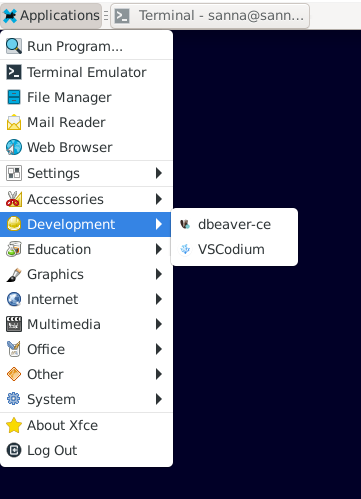 Applications
Terminal - sanna@sann...
Run Program...
Terminal Emulator
File Manager
Mail Reader
Web Browser
Settings
Accessories
Development
dbeaver-ce
VSCodium
Education
Graphics
Internet
Multimedia
Office
Other
System
About Xfce
Log Out